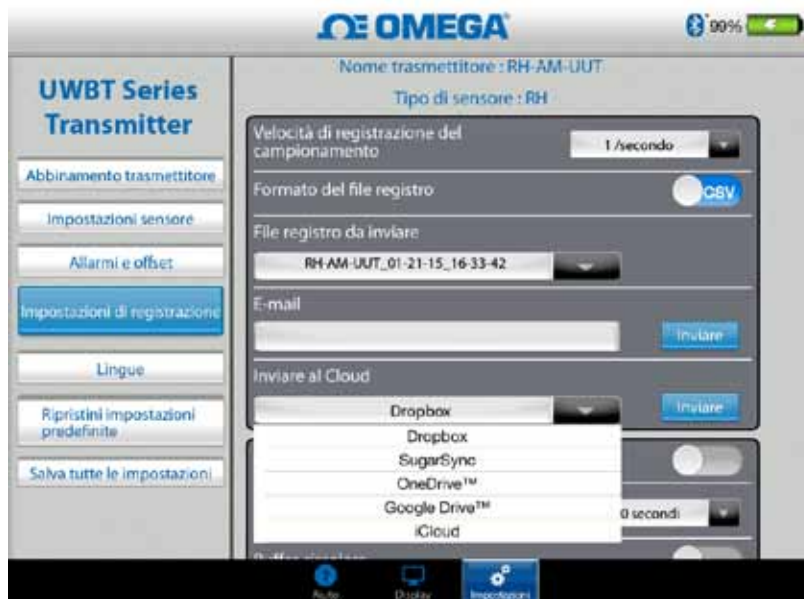 OMEGA
99%
UWBT Series
Transmitter
Abbinamento trasmettitore
Impostazioni sensore
Allarmi e offset
Impostazioni di registrazione
Lingue
Ripristini impostazioni
predefinite
Salva tutte le impostazioni
Nome trasmettitore : RH-AM-UUT
Tipo di sensore : RH
Velocità di registrazione del
campionamento
1 /secondo
Formato del file registro
CSV
File registro da inviare
RH-AM-UUT_01-21-15_16-33-42
E-mail
Inviare
Inviare al Cloud
Dropbox
Inviare
Dropbox
SugarSync
OneDrive™
Google Drive™
iCloud
0 secondi
Aiuto
Display
Impostazioni